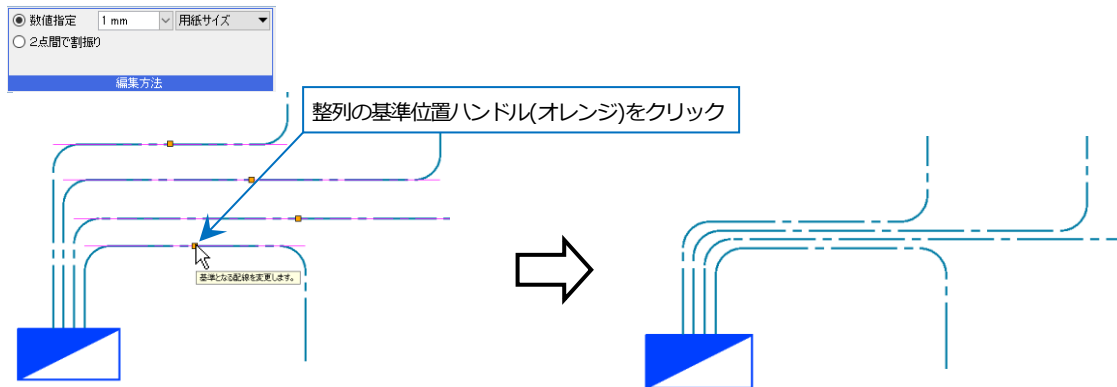 数値指定 1 mm 用紙サイズ
2点間で割振り
編集方法
整列の基準位置ハンドル(オレンジ)をクリック
基準となる配線を変更します。